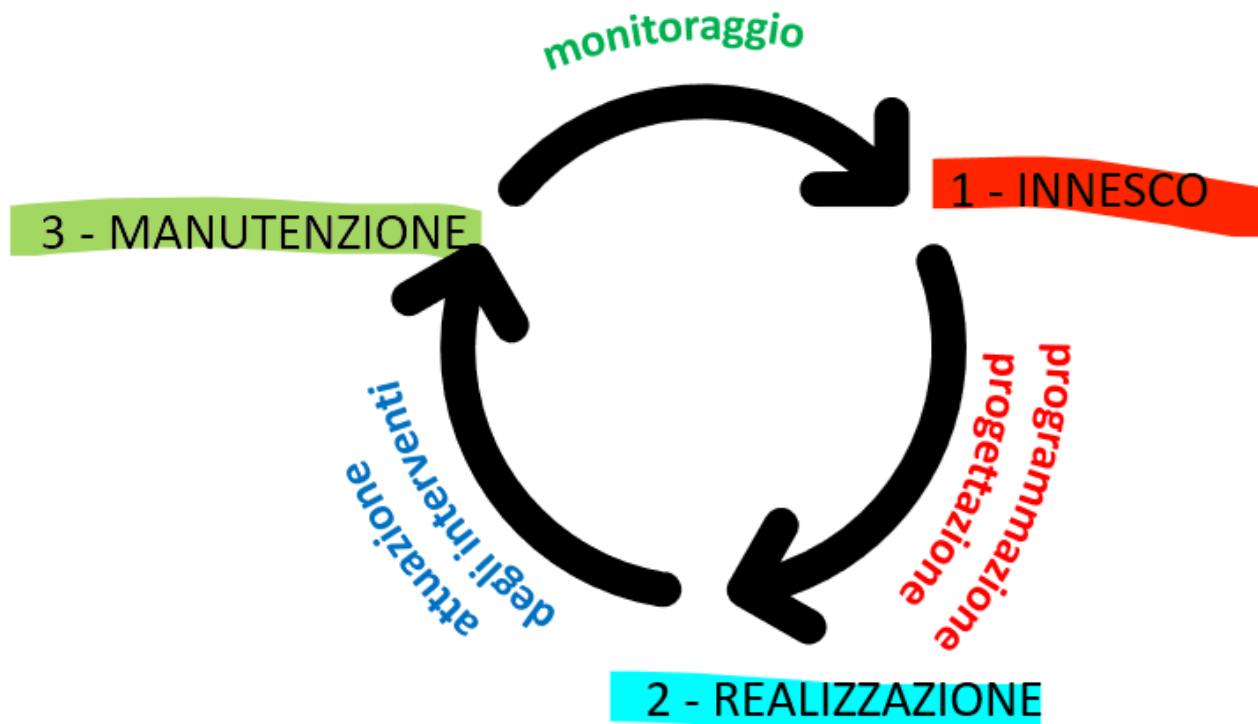 monitoraggio
1 - INNESCO
3 - MANUTENZIONE
programmazione
progettazione
attuazione
degli interventi
2 - REALIZZAZIONE